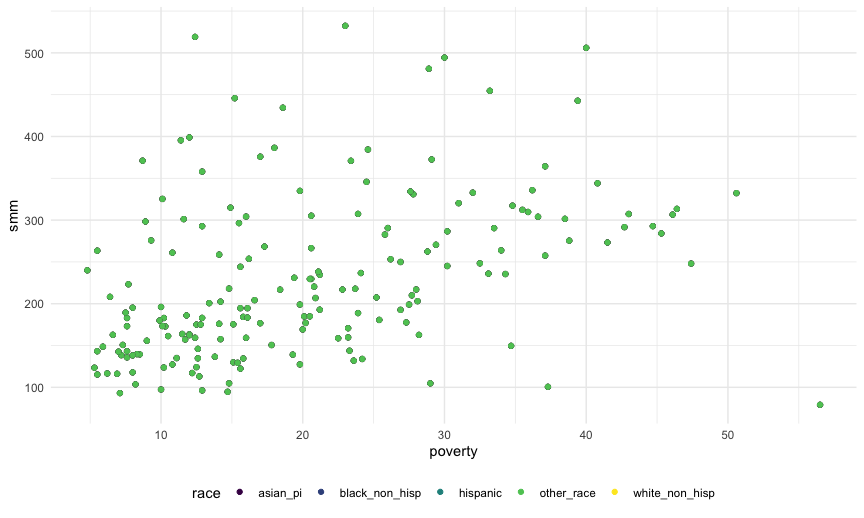 500
400
300
200
100
smm
10 20 30 40 50
poverty
race asian_pi black_non_hisp hispanic other_race white_non_hisp